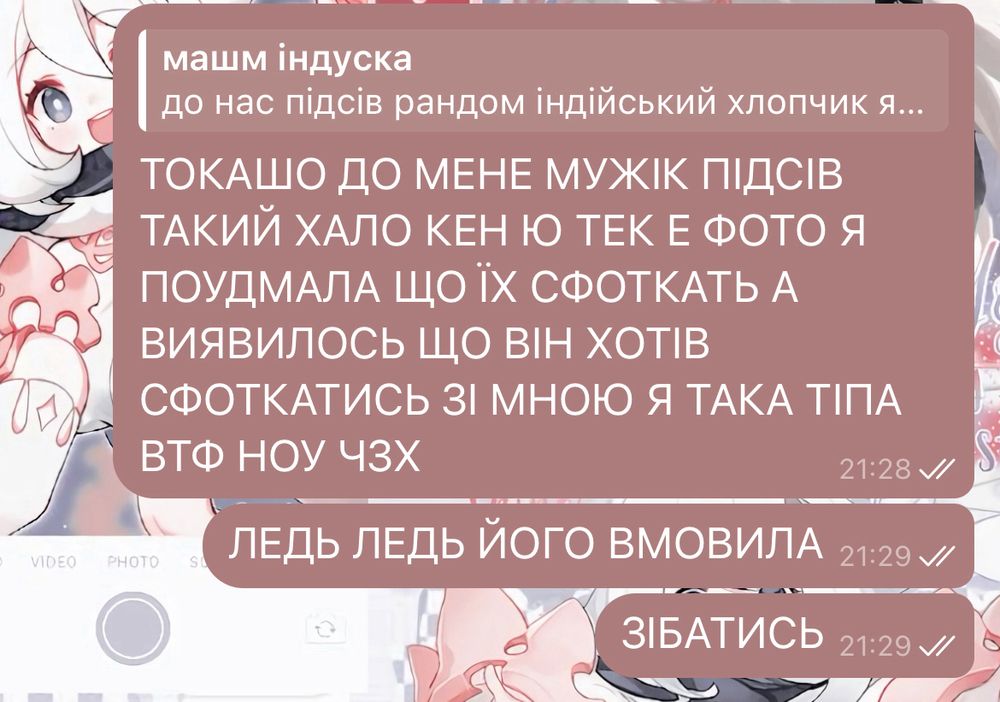 машм індуска
до нас підсів рандом індійський хлопчик я...
ТОКАШО ДО МЕНЕ МУЖІК ПІДСІВ
ТАКИЙ ХАЛО КЕН Ю ТЕК Е ФОТО Я
ПОУДМАЛА ЩО ЇХ СФОТКАТЬ А
ВИЯВИЛОСЬ ЩО ВІН ХОТІВ
СФОТКАТИСЬ ЗІ МНОЮ Я ТАКА ТІПА
ВТФ НОУ ЧЗХ
21:28
ЛЕДЬ ЛЕДЬ ЙОГО ВМОВИЛА
21:29
VIDEO PHOTO
ЗІБАТИСЬ
21:29